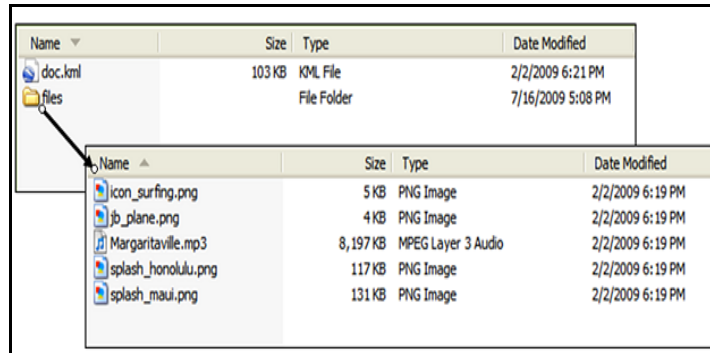 Name Size Type Date Modified
doc.kml 103 KB KML File 2/2/2009 6:21 PM
files File Folder 7/16/2009 5:08 PM
Name Size Type Date Modified
icon_surfing.png 5 KB PNG Image 2/2/2009 6:19 PM
jb_plane.png 4 KB PNG Image 2/2/2009 6:19 PM
Margaritaville.mp3 8,197 KB MPEG Layer 3 Audio 2/2/2009 6:19 PM
splash_honolulu.png 117 KB PNG Image 2/2/2009 6:19 PM
splash_maui.png 131 KB PNG Image 2/2/2009 6:19 PM